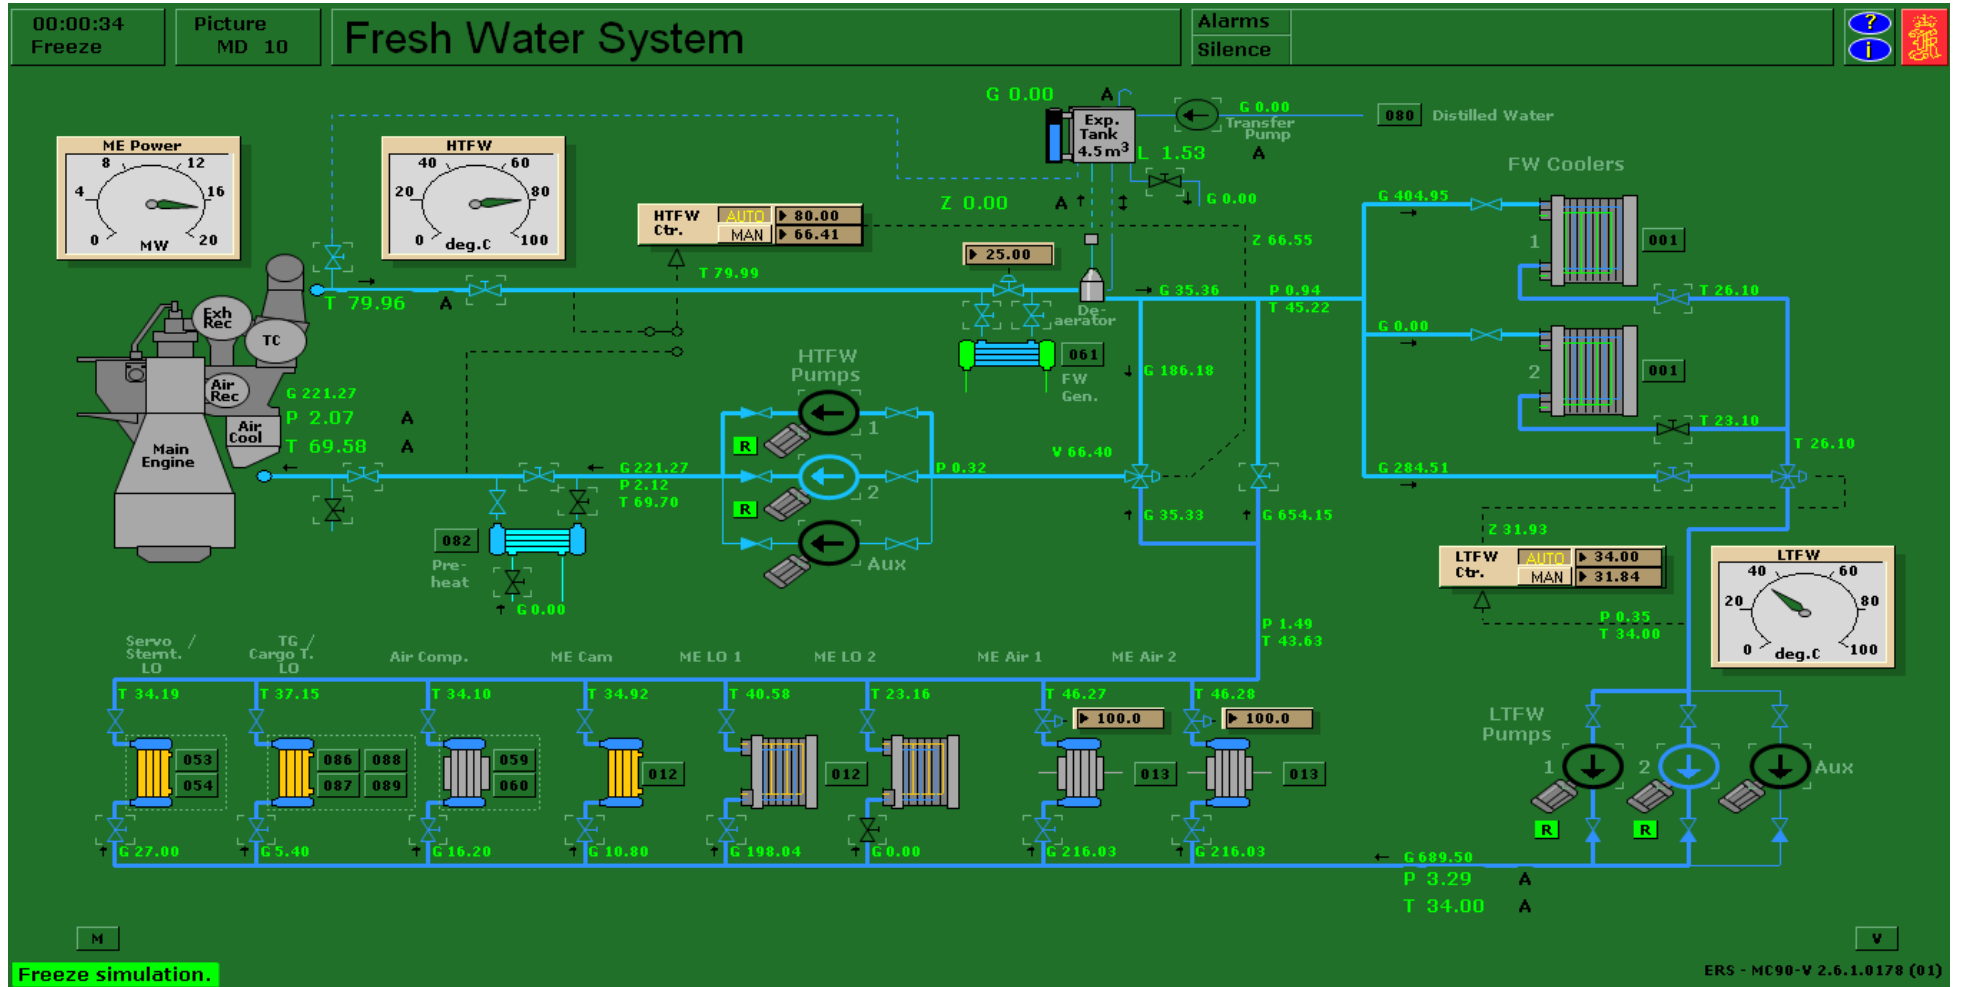 00:00:34
Freeze
Picture
MD 10
Fresh Water System
Alarms
Silence
?
i
G 0.00
A
Exp.
Tank
4.5 m³
G 0.00
Transfer
Pump
A
080
Distilled Water
L 1.53
G 0.00
ME Power
4
8
12
16
0
20
MW
HTFW
20
40
60
80
0
100
deg.C
HTFW
Ctr.
AUTO
MAN
80.00
66.41
Z 0.00
A
25.00
Z 66.55
FW Coolers
G 404.95
1
001
T 26.10
G 0.00
2
001
T 23.10
T 26.10
G 284.51
T 79.96
A
T 79.99
G 35.36
P 0.94
T 45.22
De-
aerator
061
FW
Gen.
G 186.18
Exh
Rec
TC
Air
Rec
Air
Cool
Main
Engine
G 221.27
P 2.07
A
T 69.58
A
HTFW
Pumps
1
R
2
R
Aux
G 221.27
P 2.12
T 69.70
P 0.32
V 66.40
G 35.33
G 654.15
082
Pre-
heat
G 0.00
Z 31.93
LTFW
Ctr.
AUTO
MAN
34.00
31.84
P 0.35
T 34.00
LTFW
20
40
60
80
0
100
deg.C
P 1.49
T 43.63
Servo /
Sternt.
LO
TG /
Cargo T.
LO
Air Comp.
ME Cam
ME LO 1
ME LO 2
ME Air 1
ME Air 2
T 34.19
T 37.15
T 34.10
T 34.92
T 40.58
T 23.16
T 46.27
T 46.28
100.0
100.0
053
054
086
088
087
089
059
060
012
012
013
013
G 27.00
G 5.40
G 16.20
G 10.80
G 198.04
G 0.00
G 216.03
G 216.03
LTFW
Pumps
1
2
Aux
R
R
G 689.50
P 3.29
A
T 34.00
A
M
V
Freeze simulation.
ERS - MC90-V 2.6.1.0178 (01)